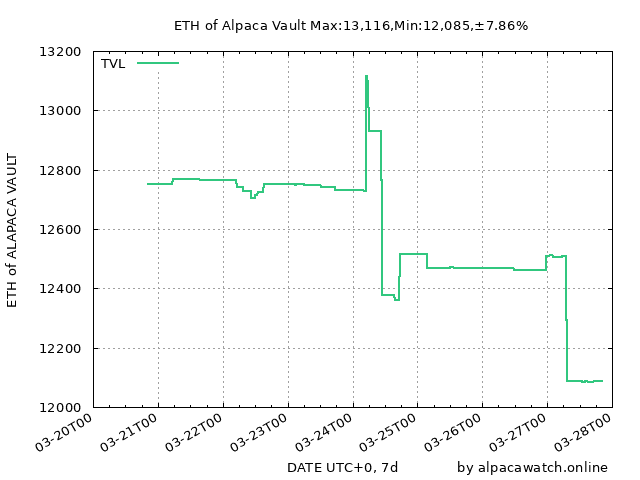 ETH of Alpaca Vault Max:13,116,Min:12,085,±7.86%
13200
TVL
13000
12800
12600
12400
12200
12000
ETH of ALAPACA VAULT
03-20T00
03-21T00
03-22T00
03-23T00
03-24T00
03-25T00
03-26T00
03-27T00
03-28T00
DATE UTC+0, 7d
by alpacawatch.online